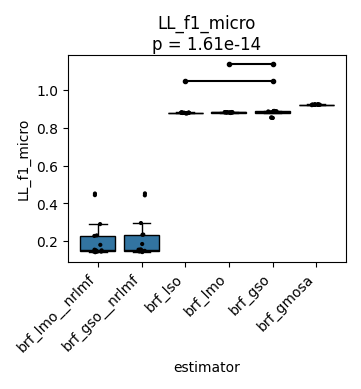 LL_f1_micro
p = 1.61e-14
LL_f1_micro
1.0
0.8
0.6
0.4
0.2
brf_lmo__nrlmf
brf_gso__nrlmf
brf_lso
brf_lmo
brf_gso
brf_gmosa
estimator